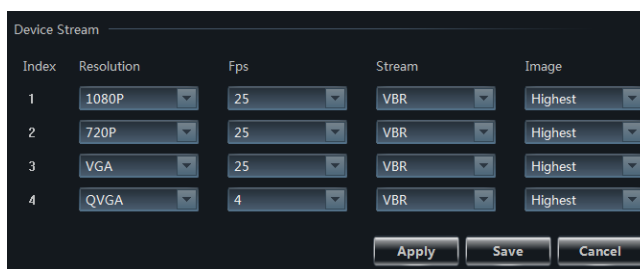 Device Stream
Index Resolution Fps Stream Image
1 1080P 25 VBR Highest
2 720P 25 VBR Highest
3 VGA 25 VBR Highest
4 QVGA 4 VBR Highest
Apply Save Cancel